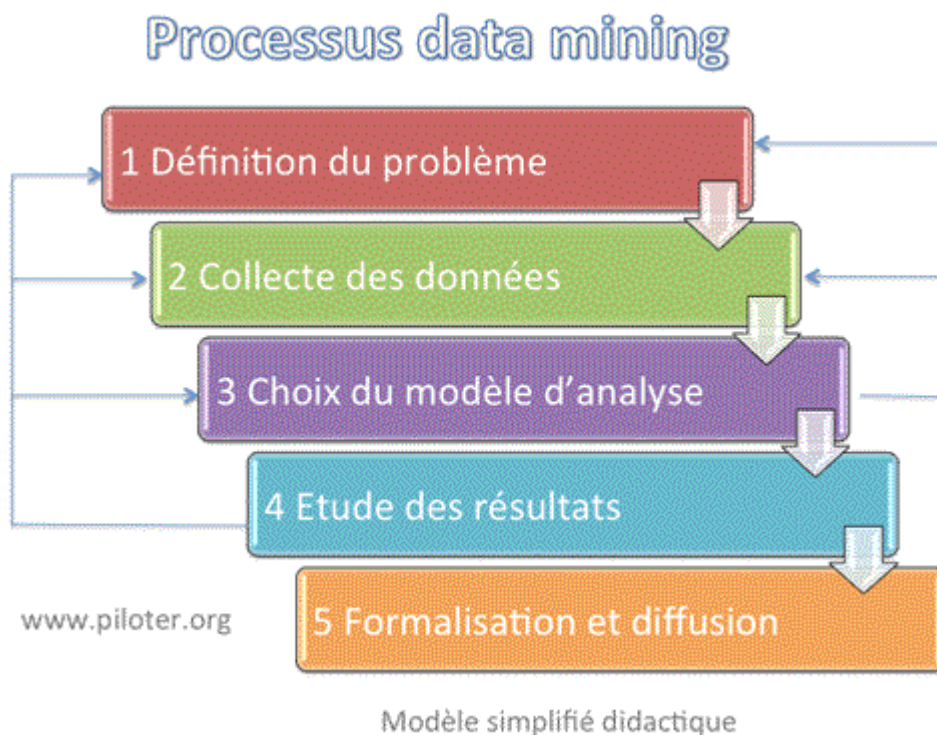 Processus data mining
1 Définition du problème
2 Collecte des données
3 Choix du modèle d'analyse
4 Etude des résultats
5 Formalisation et diffusion
www.piloter.org
Modèle simplifié didactique